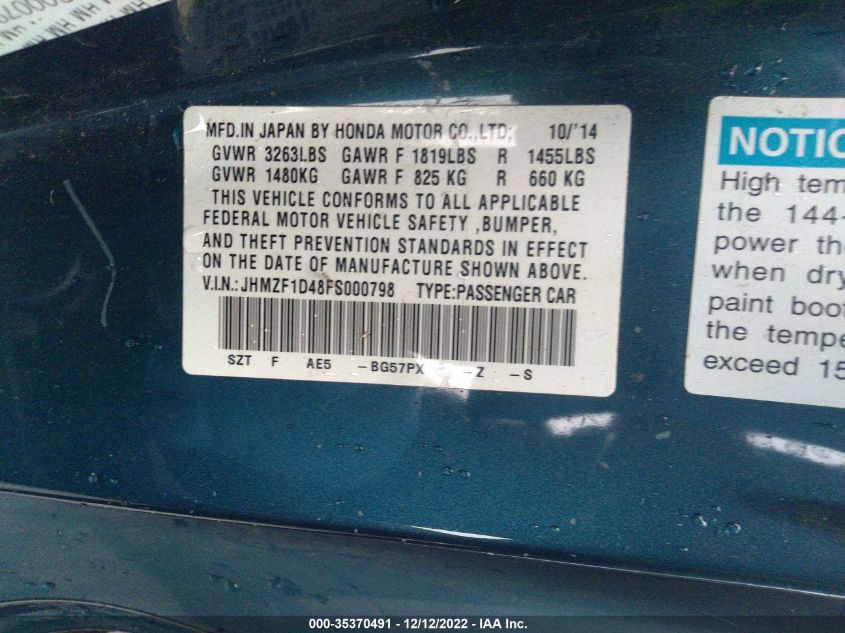 MFD.IN JAPAN BY HONDA MOTOR CO.,LTD; 10/'14
GVWR 3263LBS GAWR F 1819LBS R 1455LBS
GVWR 1480KG GAWR F 825 KG R 660 KG
THIS VEHICLE CONFORMS TO ALL APPLICABLE
FEDERAL MOTOR VEHICLE SAFETY ,BUMPER,
AND THEFT PREVENTION STANDARDS IN EFFECT
ON THE DATE OF MANUFACTURE SHOWN ABOVE.
V.I.N.: JHMZF1D48FS000798 TYPE:PASSENGER CAR
SZT F AE5 -BG57PX -Z -S
NOTIC
High tem
the 144-
power the
when dry
paint boot
the tempe
exceed 15
000-35370491 - 12/12/2022 - IAA Inc.